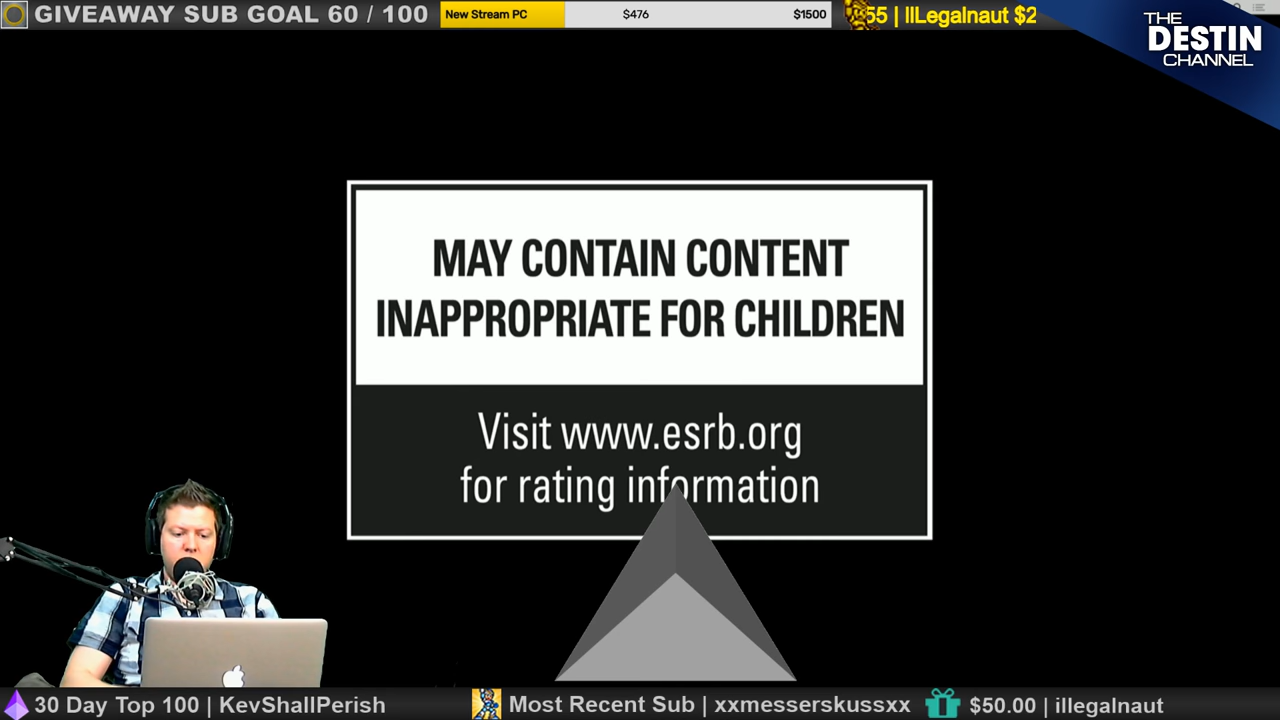 GIVEAWAY SUB GOAL 60 / 100
New Stream PC
$476
$1500
55 | IlLegalnaut $2
THE
DESTIN
CHANNEL
MAY CONTAIN CONTENT
INAPPROPRIATE FOR CHILDREN
Visit www.esrb.org
for rating information
30 Day Top 100 | KevShallPerish
Most Recent Sub | xxmesserskussxx
$50.00 | illegalnaut